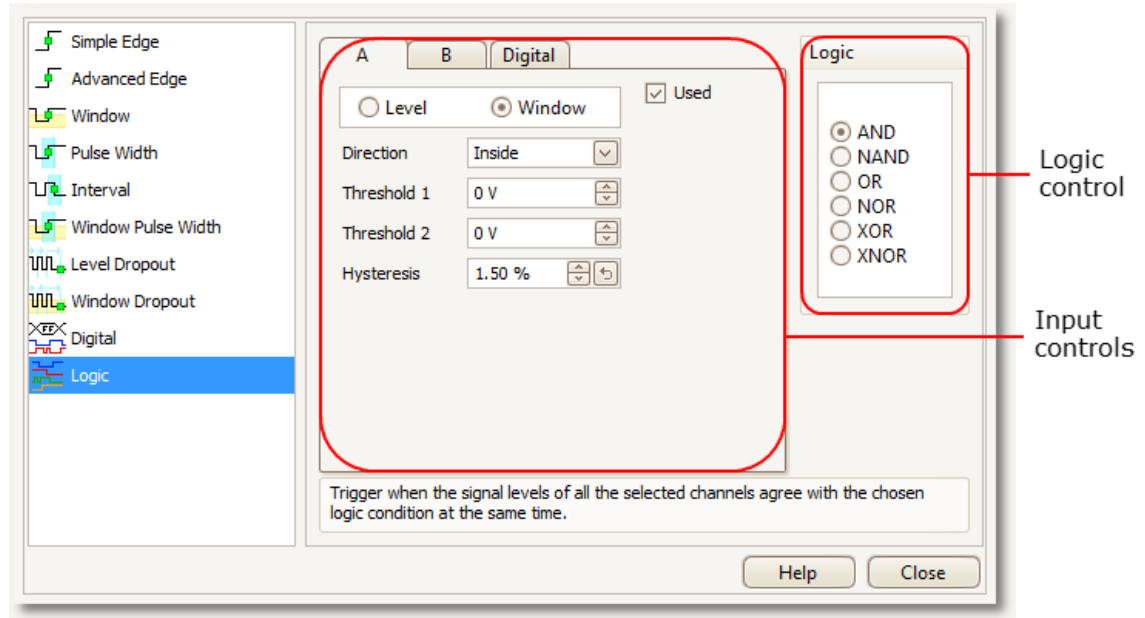 Simple Edge
Advanced Edge
Window
Pulse Width
Interval
Window Pulse Width
Level Dropout
Window Dropout
FF
Digital
Logic
A
B
Digital
Level
Window
Used
Direction
Inside
Threshold 1
0 V
Threshold 2
0 V
Hysteresis
1.50 %
Logic
AND
NAND
OR
NOR
XOR
XNOR
Logic
control
Input
controls
Trigger when the signal levels of all the selected channels agree with the chosen
logic condition at the same time.
Help
Close